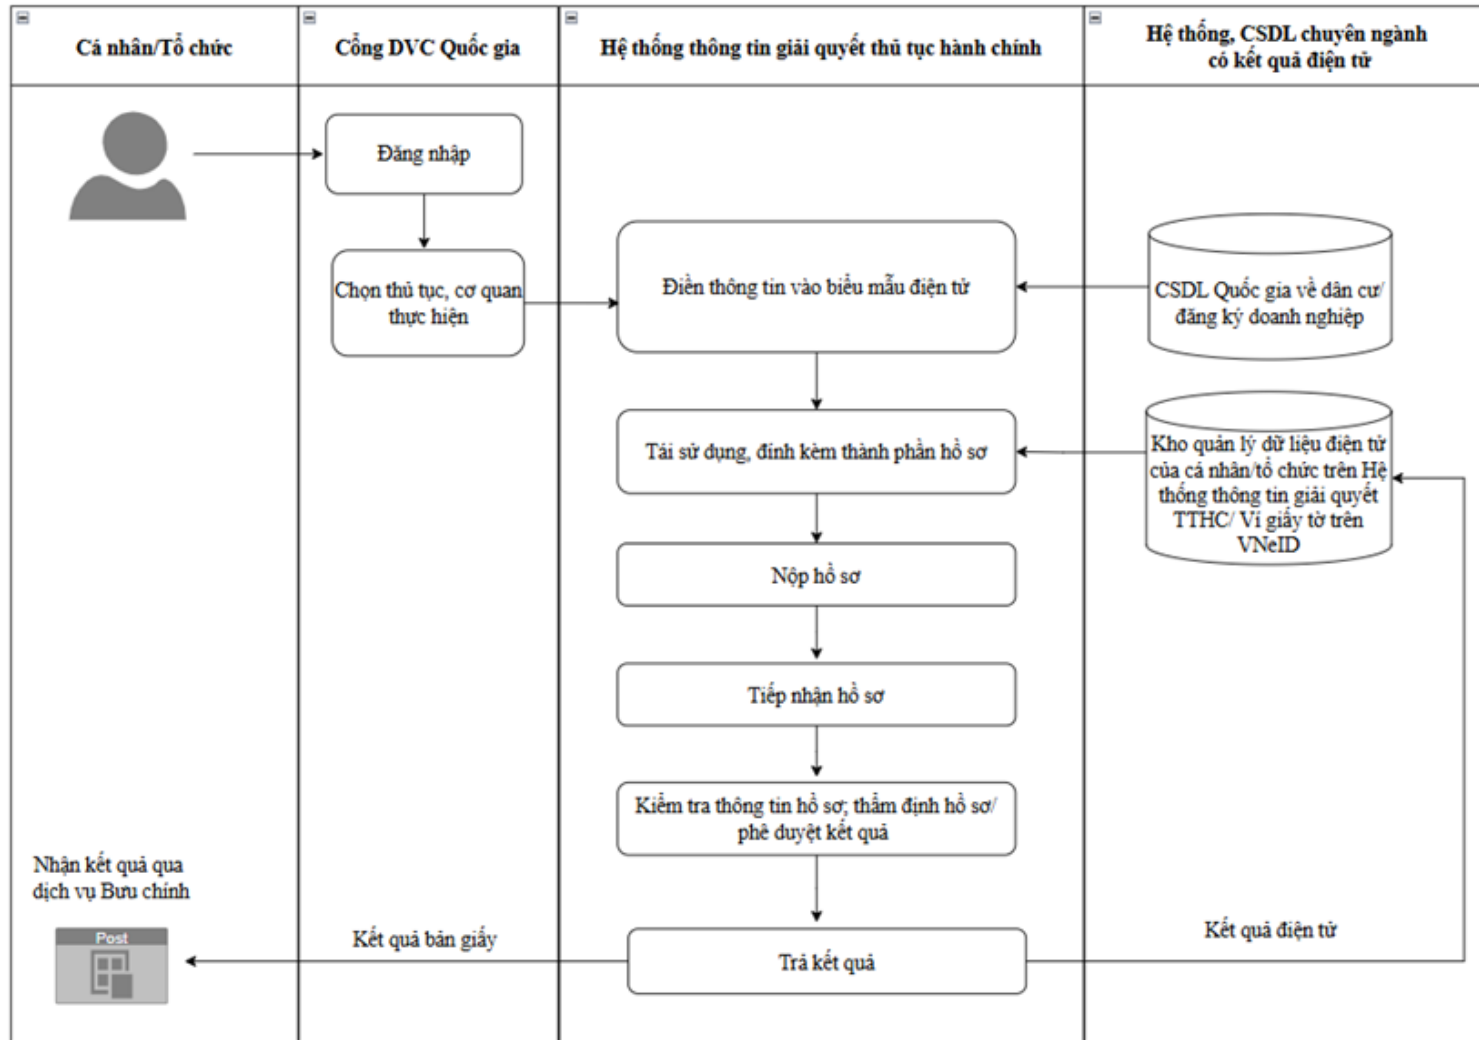 Cá nhân/Tổ chức
Cổng DVC Quốc gia
Hệ thống thông tin giải quyết thủ tục hành chính
Hệ thống, CSDL chuyên ngành
có kết quả điện tử
Đăng nhập
Chọn thủ tục, cơ quan
thực hiện
Điền thông tin vào biểu mẫu điện tử
CSDL Quốc gia về dân cư/
đăng ký doanh nghiệp
Tái sử dụng, đính kèm thành phần hồ sơ
Kho quản lý dữ liệu điện tử
của cá nhân/tổ chức trên Hệ
thống thông tin giải quyết
TTHC/ Ví giấy tờ trên
VNeID
Nộp hồ sơ
Tiếp nhận hồ sơ
Kiểm tra thông tin hồ sơ; thẩm định hồ sơ/
phê duyệt kết quả
Nhận kết quả qua
dịch vụ Bưu chính
Post
Kết quả bản giấy
Trả kết quả
Kết quả điện tử